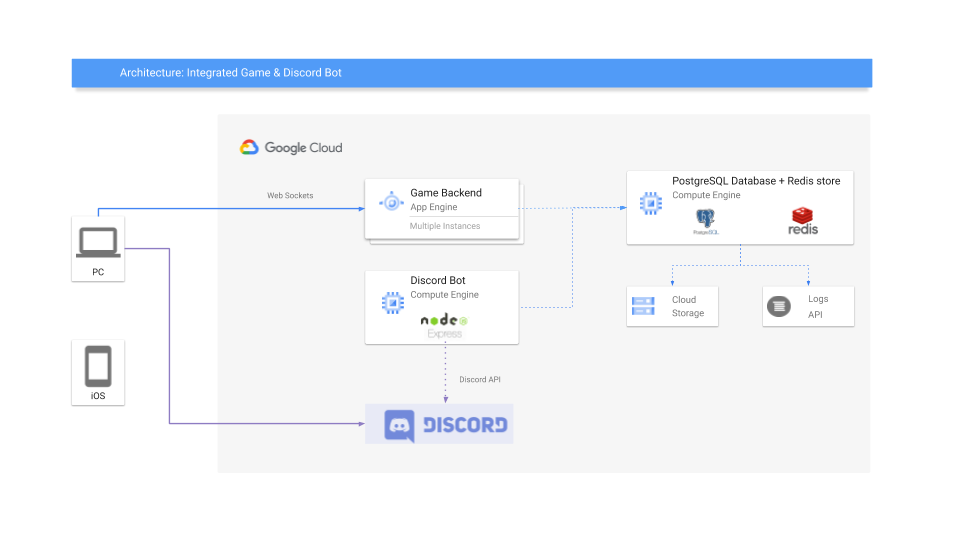 Architecture: Integrated Game & Discord Bot
Google Cloud
Web Sockets
Game Backend
App Engine
Multiple Instances
PostgreSQL Database + Redis store
Compute Engine
PostgreSQL
redis
PC
Discord Bot
Compute Engine
node
Express
Cloud
Storage
Logs
API
iOS
Discord API
DISCORD